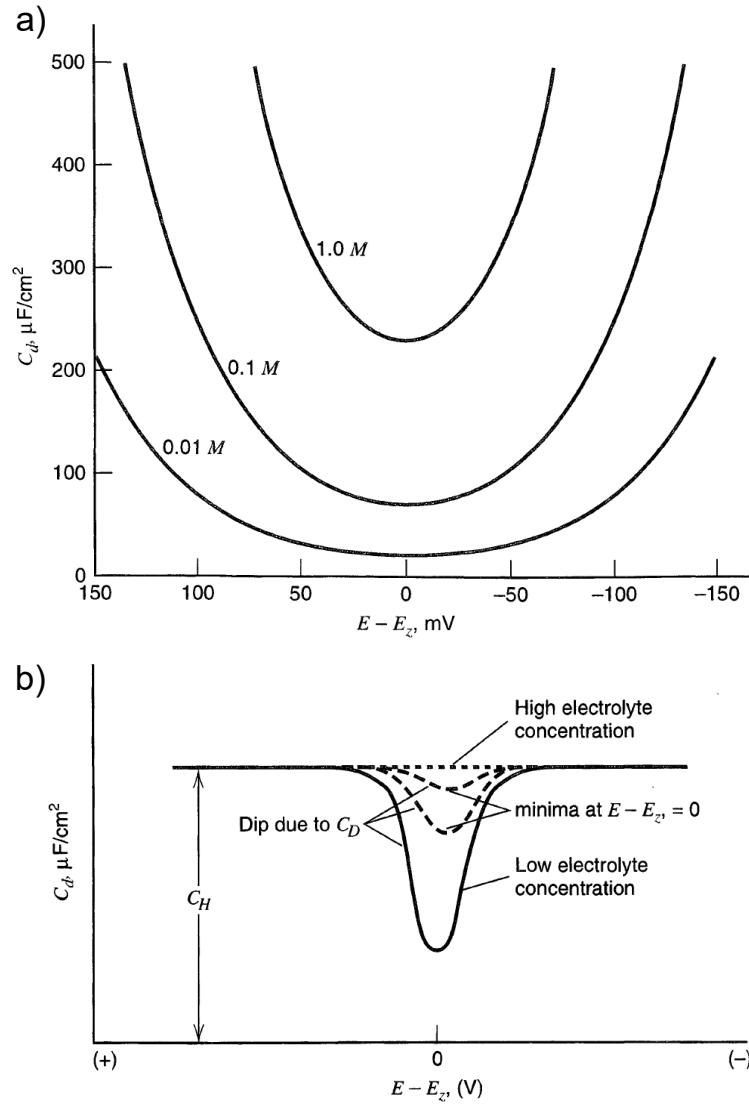 a)
500
400
300
200
100
0
C_d, μF/cm²
1.0 M
0.1 M
0.01 M
150
100
50
0
−50
−100
−150
E − E_z, mV
b)
High electrolyte
concentration
Dip due to C_D
minima at E − E_z, = 0
Low electrolyte
concentration
C_d, μF/cm²
C_H
(+)
0
(−)
E − E_z, (V)